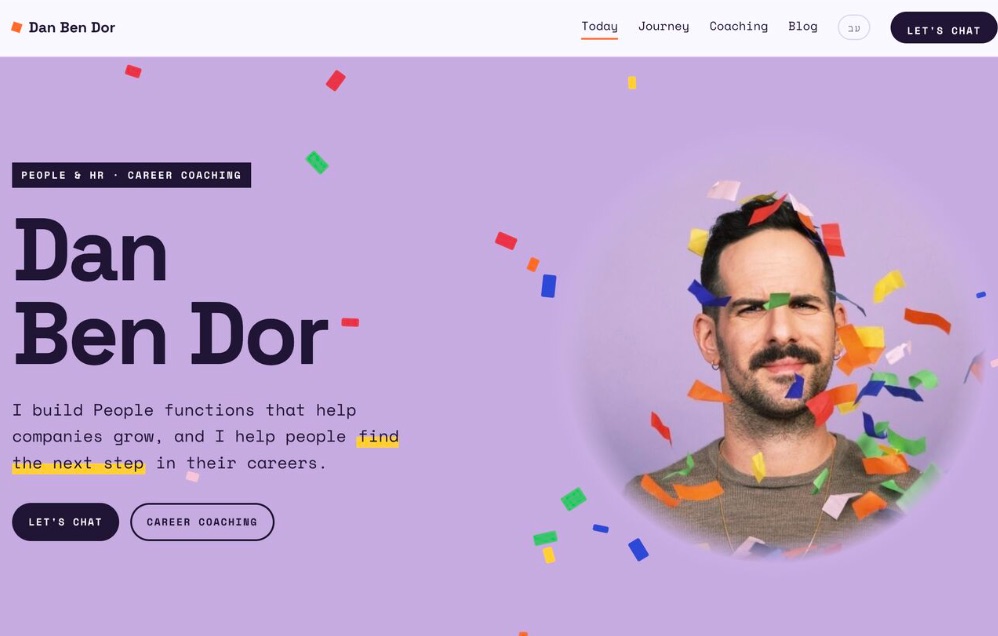 Dan Ben Dor
Today Journey Coaching Blog עב LET'S CHAT
PEOPLE & HR · CAREER COACHING
Dan
Ben Dor
I build People functions that help
companies grow, and I help people find
the next step in their careers.
LET'S CHAT CAREER COACHING